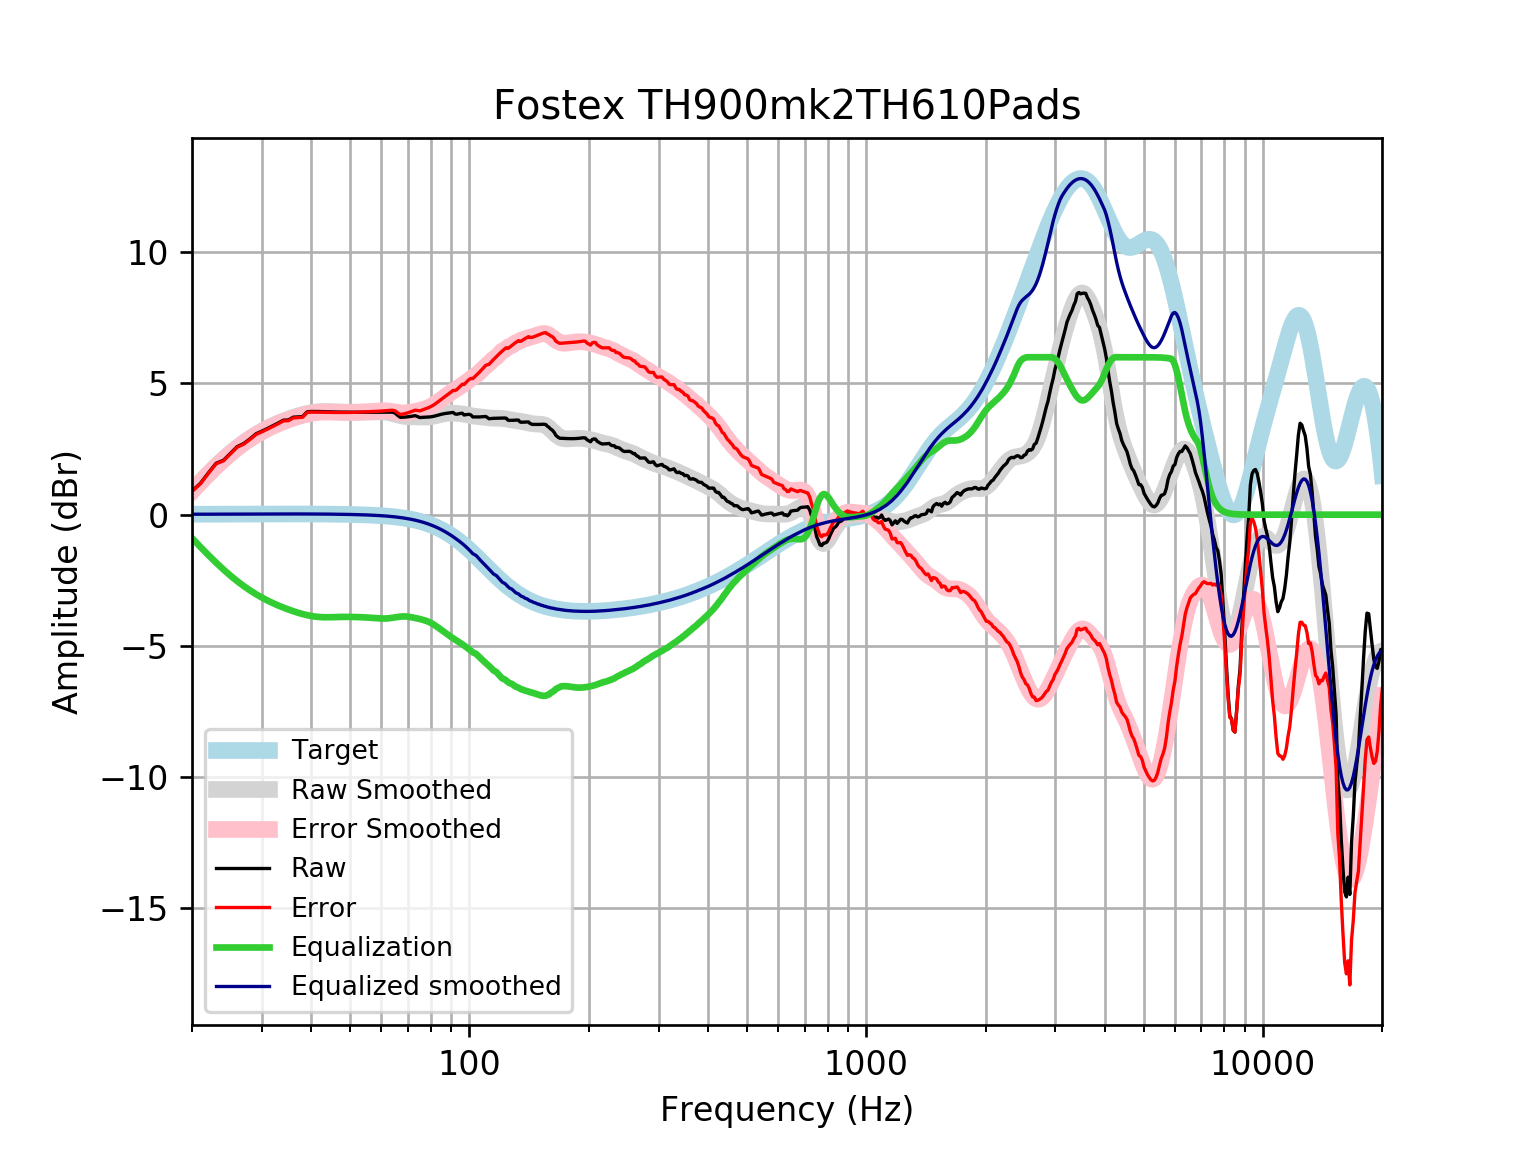 Fostex TH900mk2TH610Pads
10
5
0
−5
−10
−15
Amplitude (dBr)
Target
Raw Smoothed
Error Smoothed
Raw
Error
Equalization
Equalized smoothed
100
1000
10000
Frequency (Hz)